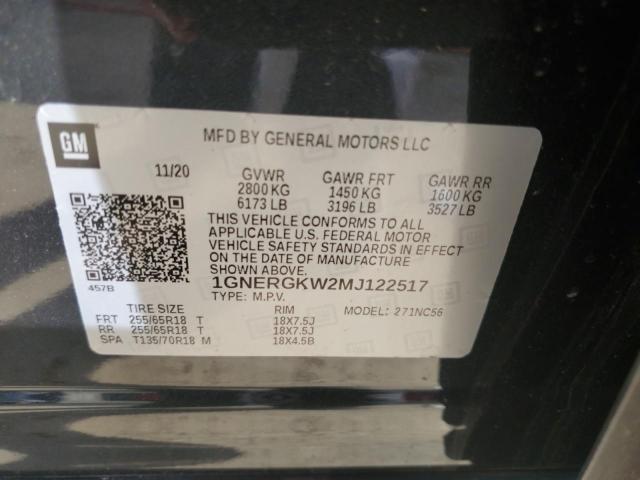 GM
MFD BY GENERAL MOTORS LLC
11/20 GVWR GAWR FRT GAWR RR
2800 KG 1450 KG 1600 KG
6173 LB 3196 LB 3527 LB
THIS VEHICLE CONFORMS TO ALL
APPLICABLE U.S. FEDERAL MOTOR
VEHICLE SAFETY STANDARDS IN EFFECT
ON THE DATE OF MANUFACTURE
SHOWN ABOVE.
457B
1GNERGKW2MJ122517
TYPE: M.P.V. MODEL: 271NC56
TIRE SIZE RIM
FRT 255/65R18 T 18X7.5J
RR 255/65R18 T 18X7.5J
SPA T135/70R18 M 18X4.5B